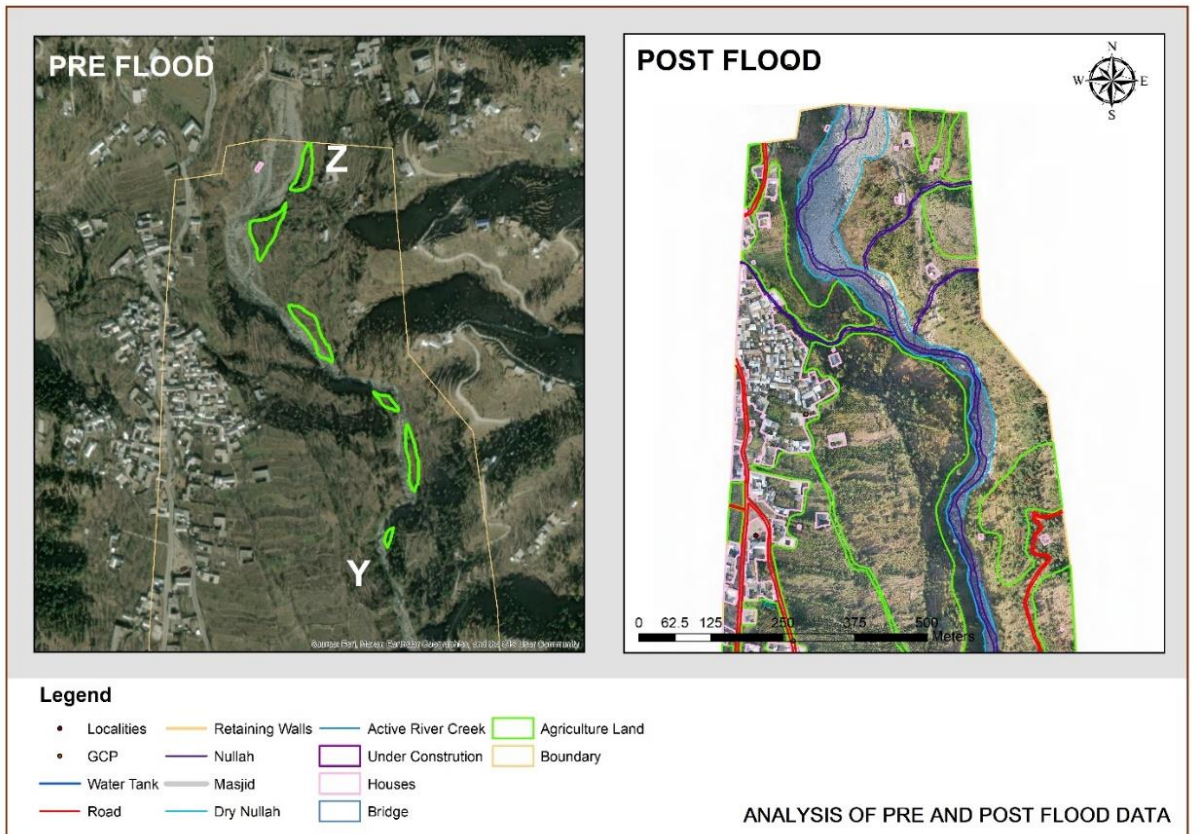 PRE FLOOD
Z
Y
POST FLOOD
N
W E
S
0 62.5 125 250 375 500
Meters
Legend
Localities
GCP
Water Tank
Road
Retaining Walls
Nullah
Masjid
Dry Nullah
Active River Creek
Under Constrution
Houses
Bridge
Agriculture Land
Boundary
ANALYSIS OF PRE AND POST FLOOD DATA